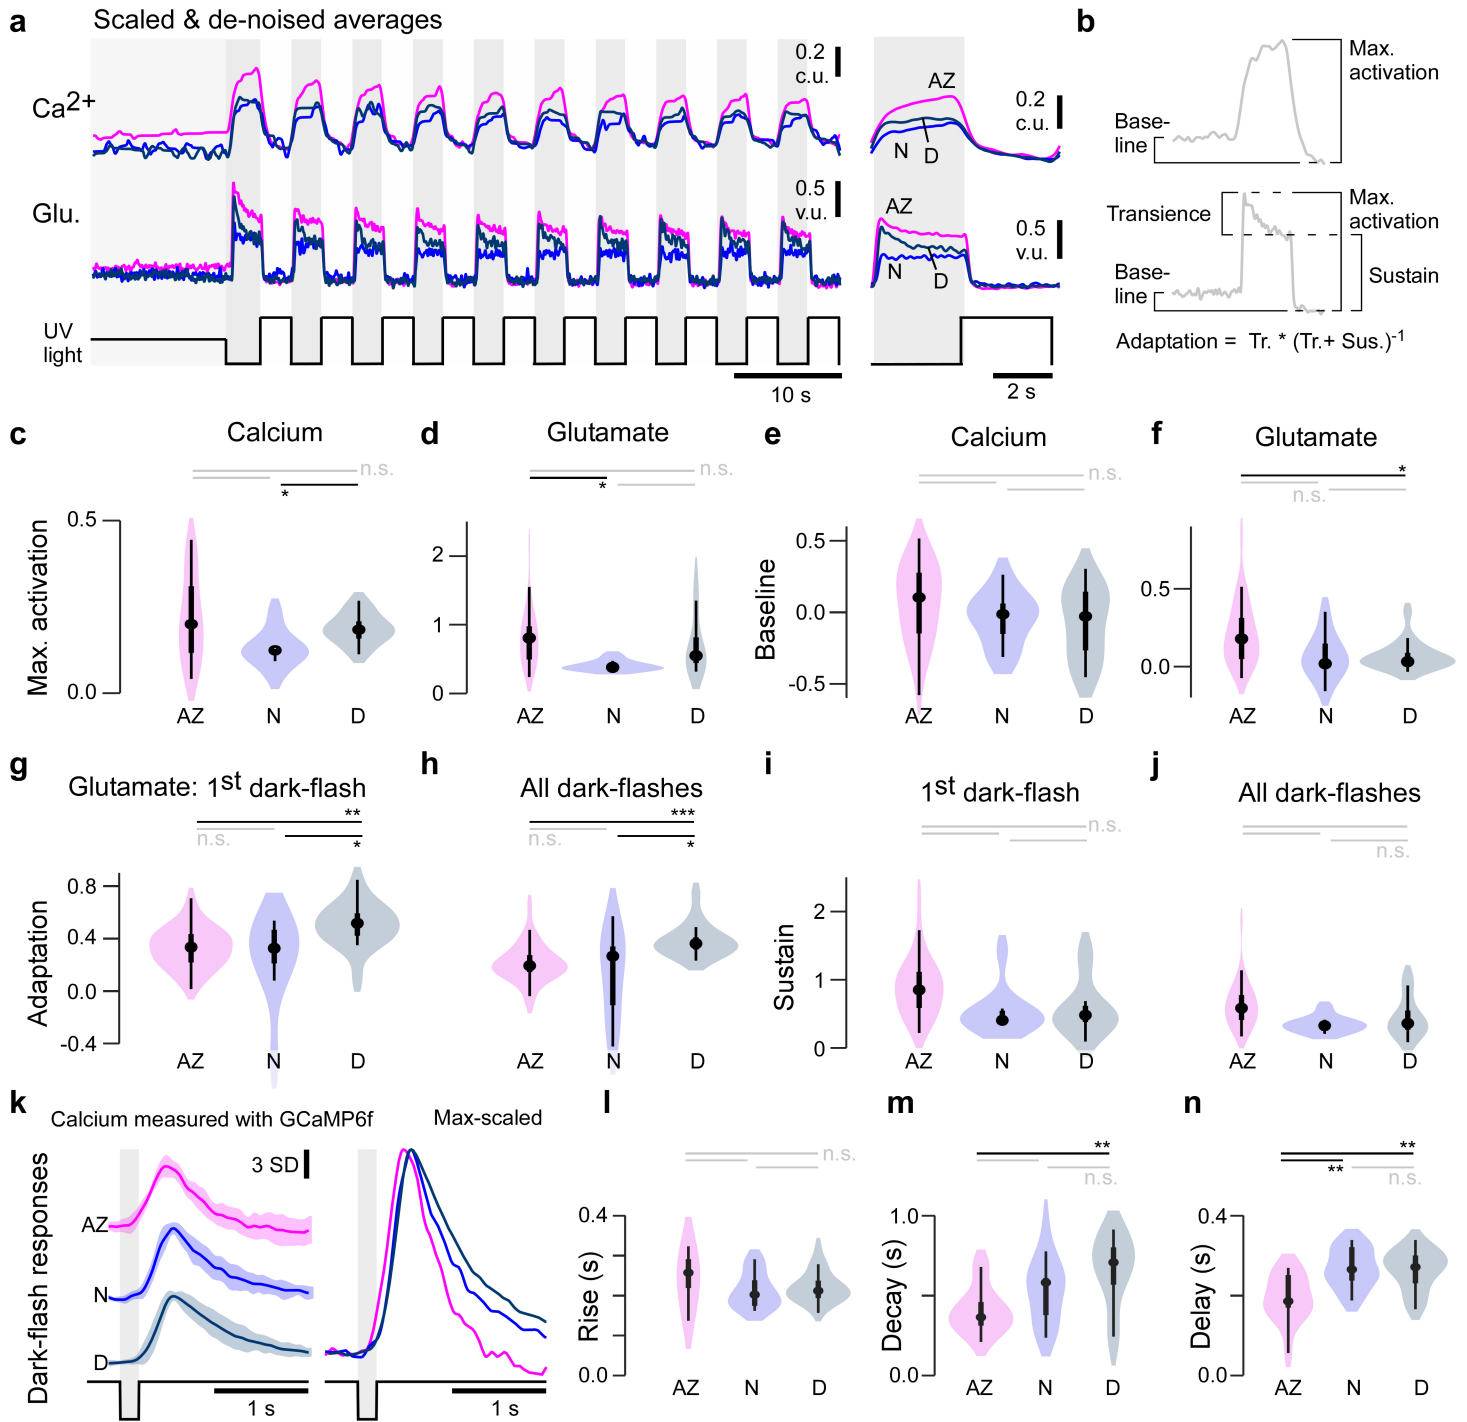 a
Scaled & de-noised averages
Ca2+
0.2
c.u.
AZ
N
D
0.2
c.u.
Glu.
0.5
v.u.
AZ
N
D
0.5
v.u.
UV
light
10 s
2 s
b
Max.
activation
Base-
line
Transience
Max.
activation
Base-
line
Sustain
Adaptation = Tr. * (Tr.+ Sus.)-1
c
Calcium
n.s.
*
Max. activation
0.5
0.0
AZ N D
d
Glutamate
n.s.
*
2
1
0
AZ N D
e
Calcium
n.s.
Baseline
0.5
0.0
-0.5
AZ N D
f
Glutamate
*
n.s.
0.5
0.0
AZ N D
g
Glutamate: 1st dark-flash
**
n.s.
*
Adaptation
0.8
0.4
0.0
-0.4
AZ N D
h
All dark-flashes
***
n.s.
*
AZ N D
i
1st dark-flash
n.s.
Sustain
2
1
0
AZ N D
j
All dark-flashes
n.s.
AZ N D
k
Calcium measured with GCaMP6f
Max-scaled
Dark-flash responses
3 SD
AZ
N
D
1 s
1 s
l
n.s.
Rise (s)
0.4
0.0
AZ N D
m
**
n.s.
Decay (s)
1.0
0.0
AZ N D
n
**
**
n.s.
Delay (s)
0.4
0.0
AZ N D